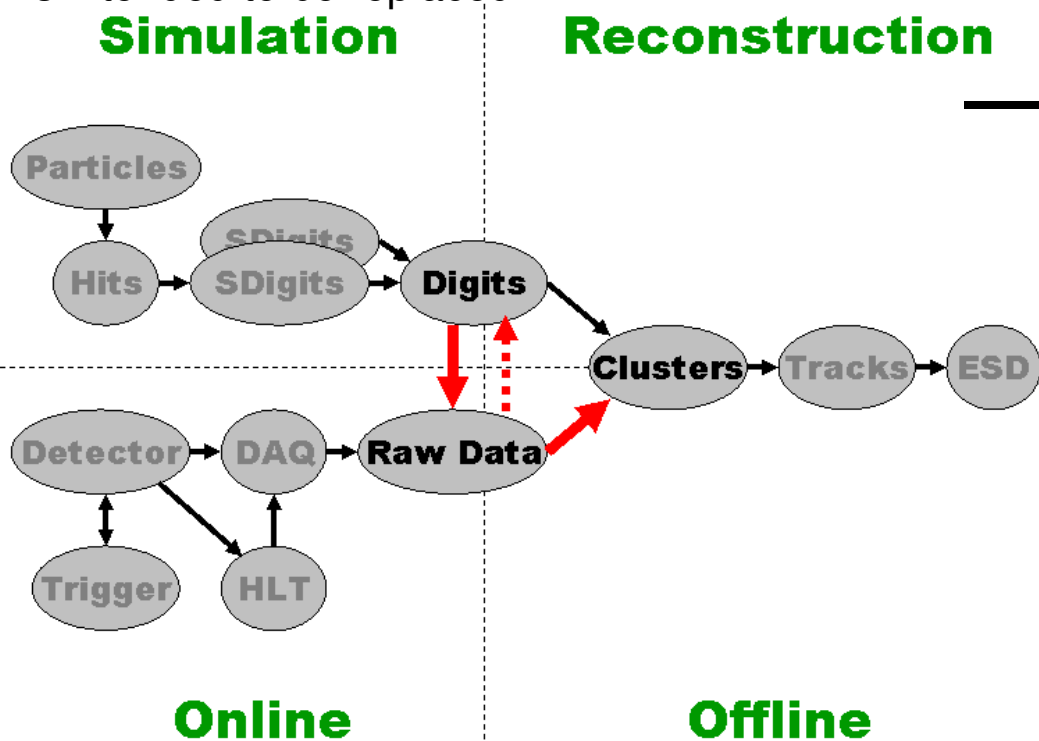 Simulation
Reconstruction
Particles
SDigits
Hits
SDigits
Digits
Clusters
Tracks
ESD
Detector
DAQ
Raw Data
Trigger
HLT
Online
Offline